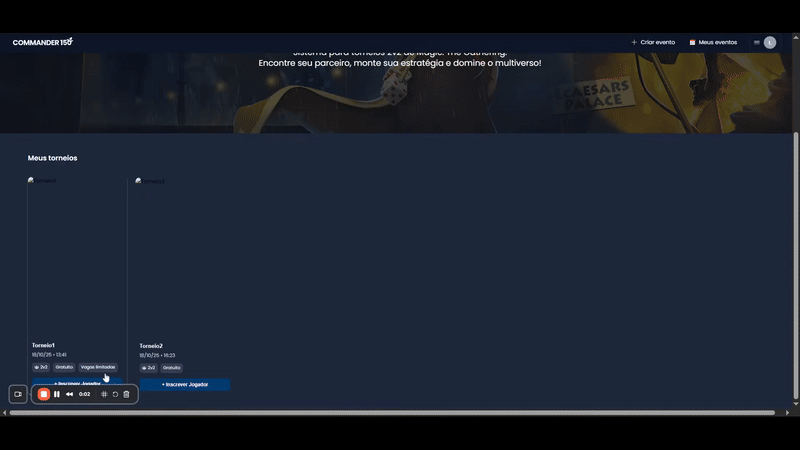 COMMANDER 150
+ Criar evento
Meus eventos
L
sistema para torneios 2v2 de Magic: The Gathering.
Encontre seu parceiro, monte sua estratégia e domine o multiverso!
CAESARS
PALACE
Meus torneios
Torneio1
Torneio2
Torneio1
18/10/25 • 13:41
2v2
Gratuito
Vagas limitadas
+ Inscrever Jogador
Torneio2
18/10/25 • 16:23
2v2
Gratuito
+ Inscrever Jogador
0:02